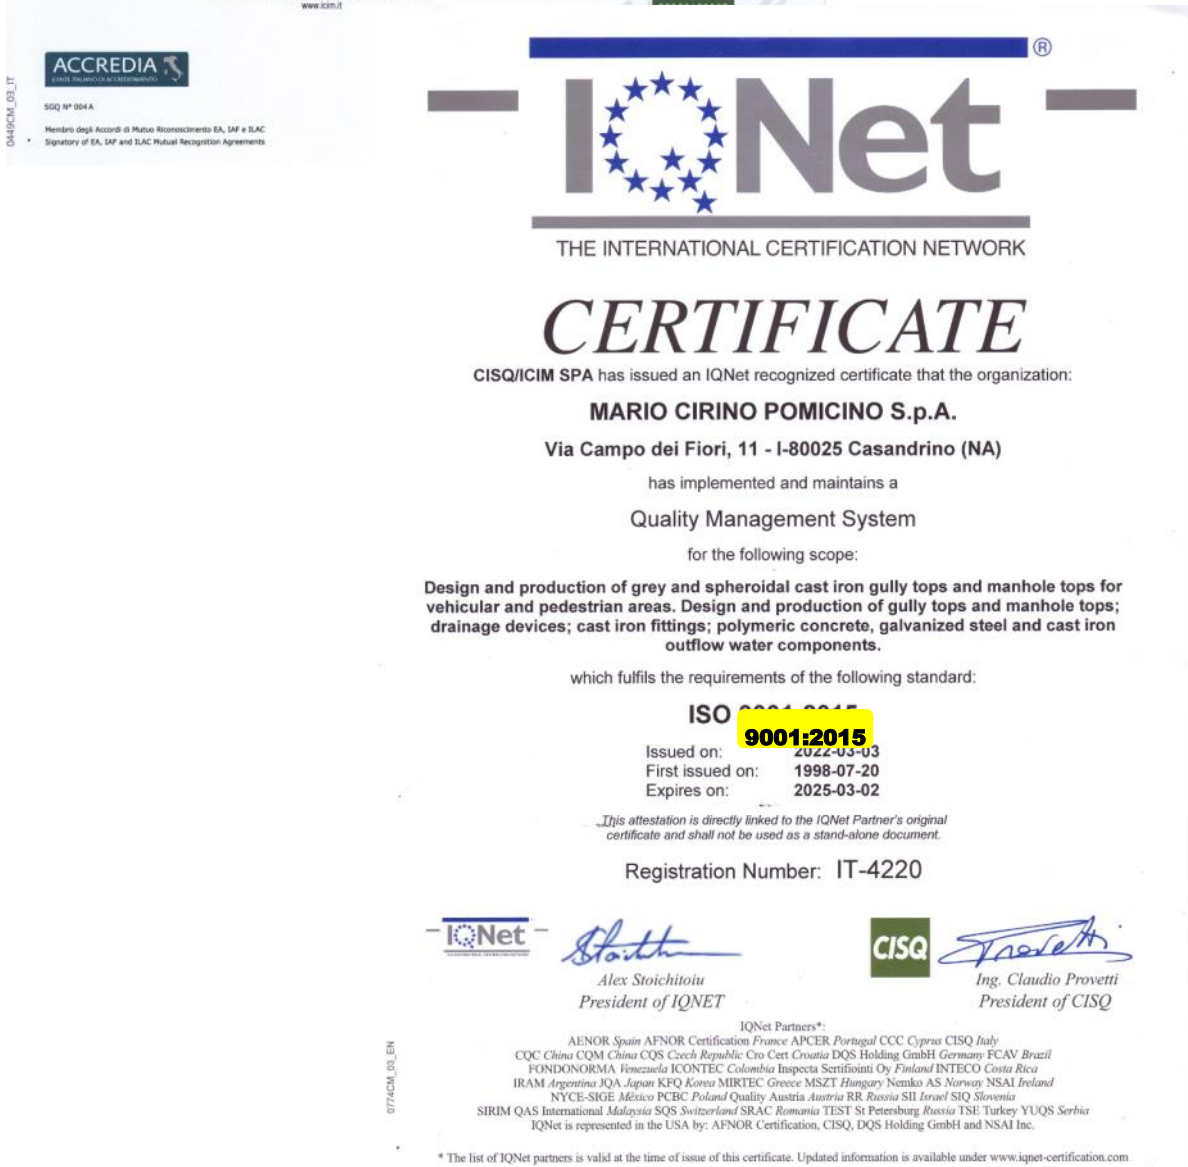 www.icim.it
ACCREDIA
L'ENTE ITALIANO DI ACCREDITAMENTO
SGQ N° 004 A
Membro degli Accordi di Mutuo Riconoscimento EA, IAF e ILAC
Signatory of EA, IAF and ILAC Mutual Recognition Agreements
0449CM_03_IT
®
IQNet
THE INTERNATIONAL CERTIFICATION NETWORK
CERTIFICATE
CISQ/ICIM SPA has issued an IQNet recognized certificate that the organization:
MARIO CIRINO POMICINO S.p.A.
Via Campo dei Fiori, 11 - I-80025 Casandrino (NA)
has implemented and maintains a
Quality Management System
for the following scope:
Design and production of grey and spheroidal cast iron gully tops and manhole tops for
vehicular and pedestrian areas. Design and production of gully tops and manhole tops;
drainage devices; cast iron fittings; polymeric concrete, galvanized steel and cast iron
outflow water components.
which fulfils the requirements of the following standard:
ISO 9001:2015
9001:2015
Issued on: 2022-03-03
First issued on: 1998-07-20
Expires on: 2025-03-02
This attestation is directly linked to the IQNet Partner's original
certificate and shall not be used as a stand-alone document.
Registration Number: IT-4220
IQNet
CISQ
Alex Stoichitoiu
President of IQNET
Ing. Claudio Provetti
President of CISQ
IQNet Partners*:
AENOR Spain AFNOR Certification France APCER Portugal CCC Cyprus CISQ Italy
CQC China CQM China CQS Czech Republic Cro Cert Croatia DQS Holding GmbH Germany FCAV Brazil
FONDONORMA Venezuela ICONTEC Colombia Inspecta Sertifiointi Oy Finland INTECO Costa Rica
IRAM Argentina JQA Japan KFQ Korea MIRTEC Greece MSZT Hungary Nemko AS Norway NSAI Ireland
NYCE-SIGE México PCBC Poland Quality Austria Austria RR Russia SII Israel SIQ Slovenia
SIRIM QAS International Malaysia SQS Switzerland SRAC Romania TEST St Petersburg Russia TSE Turkey YUQS Serbia
IQNet is represented in the USA by: AFNOR Certification, CISQ, DQS Holding GmbH and NSAI Inc.
* The list of IQNet partners is valid at the time of issue of this certificate. Updated information is available under www.iqnet-certification.com
0774CM_03_EN